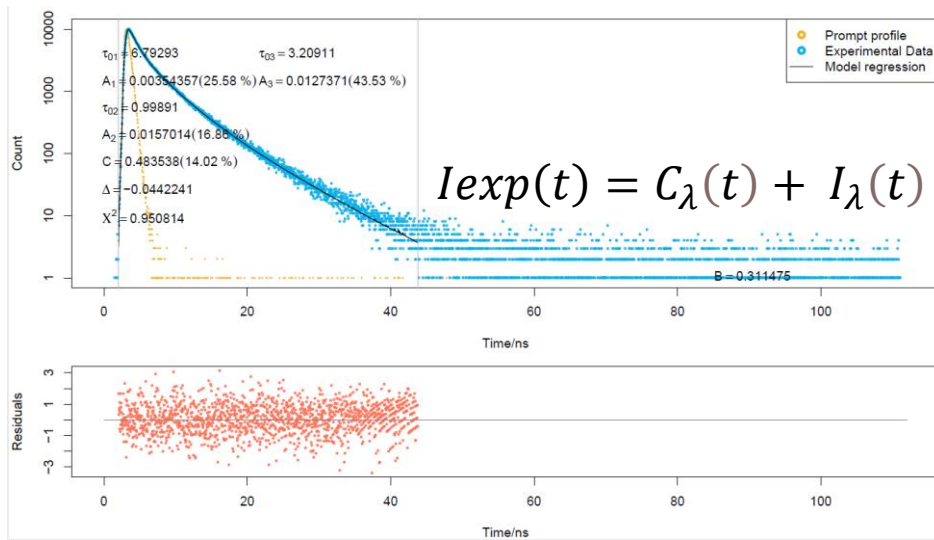 10000
Prompt profile
Experimental Data
Model regression
τ01 = 6.79293 τ03 = 3.20911
1000
A1 = 0.00354357(25.58 %) A3 = 0.0127371(43.53 %)
τ02 = 0.99891
Count
A2 = 0.0157014(16.86 %)
100
C = 0.483538(14.02 %)
Iexp(t) = Cλ(t) + Iλ(t)
Δ = −0.0442241
10
X² = 0.950814
1
B = 0.311475
0 20 40 60 80 100
Time/ns
3
1
Residuals
-1
-3
0 20 40 60 80 100
Time/ns